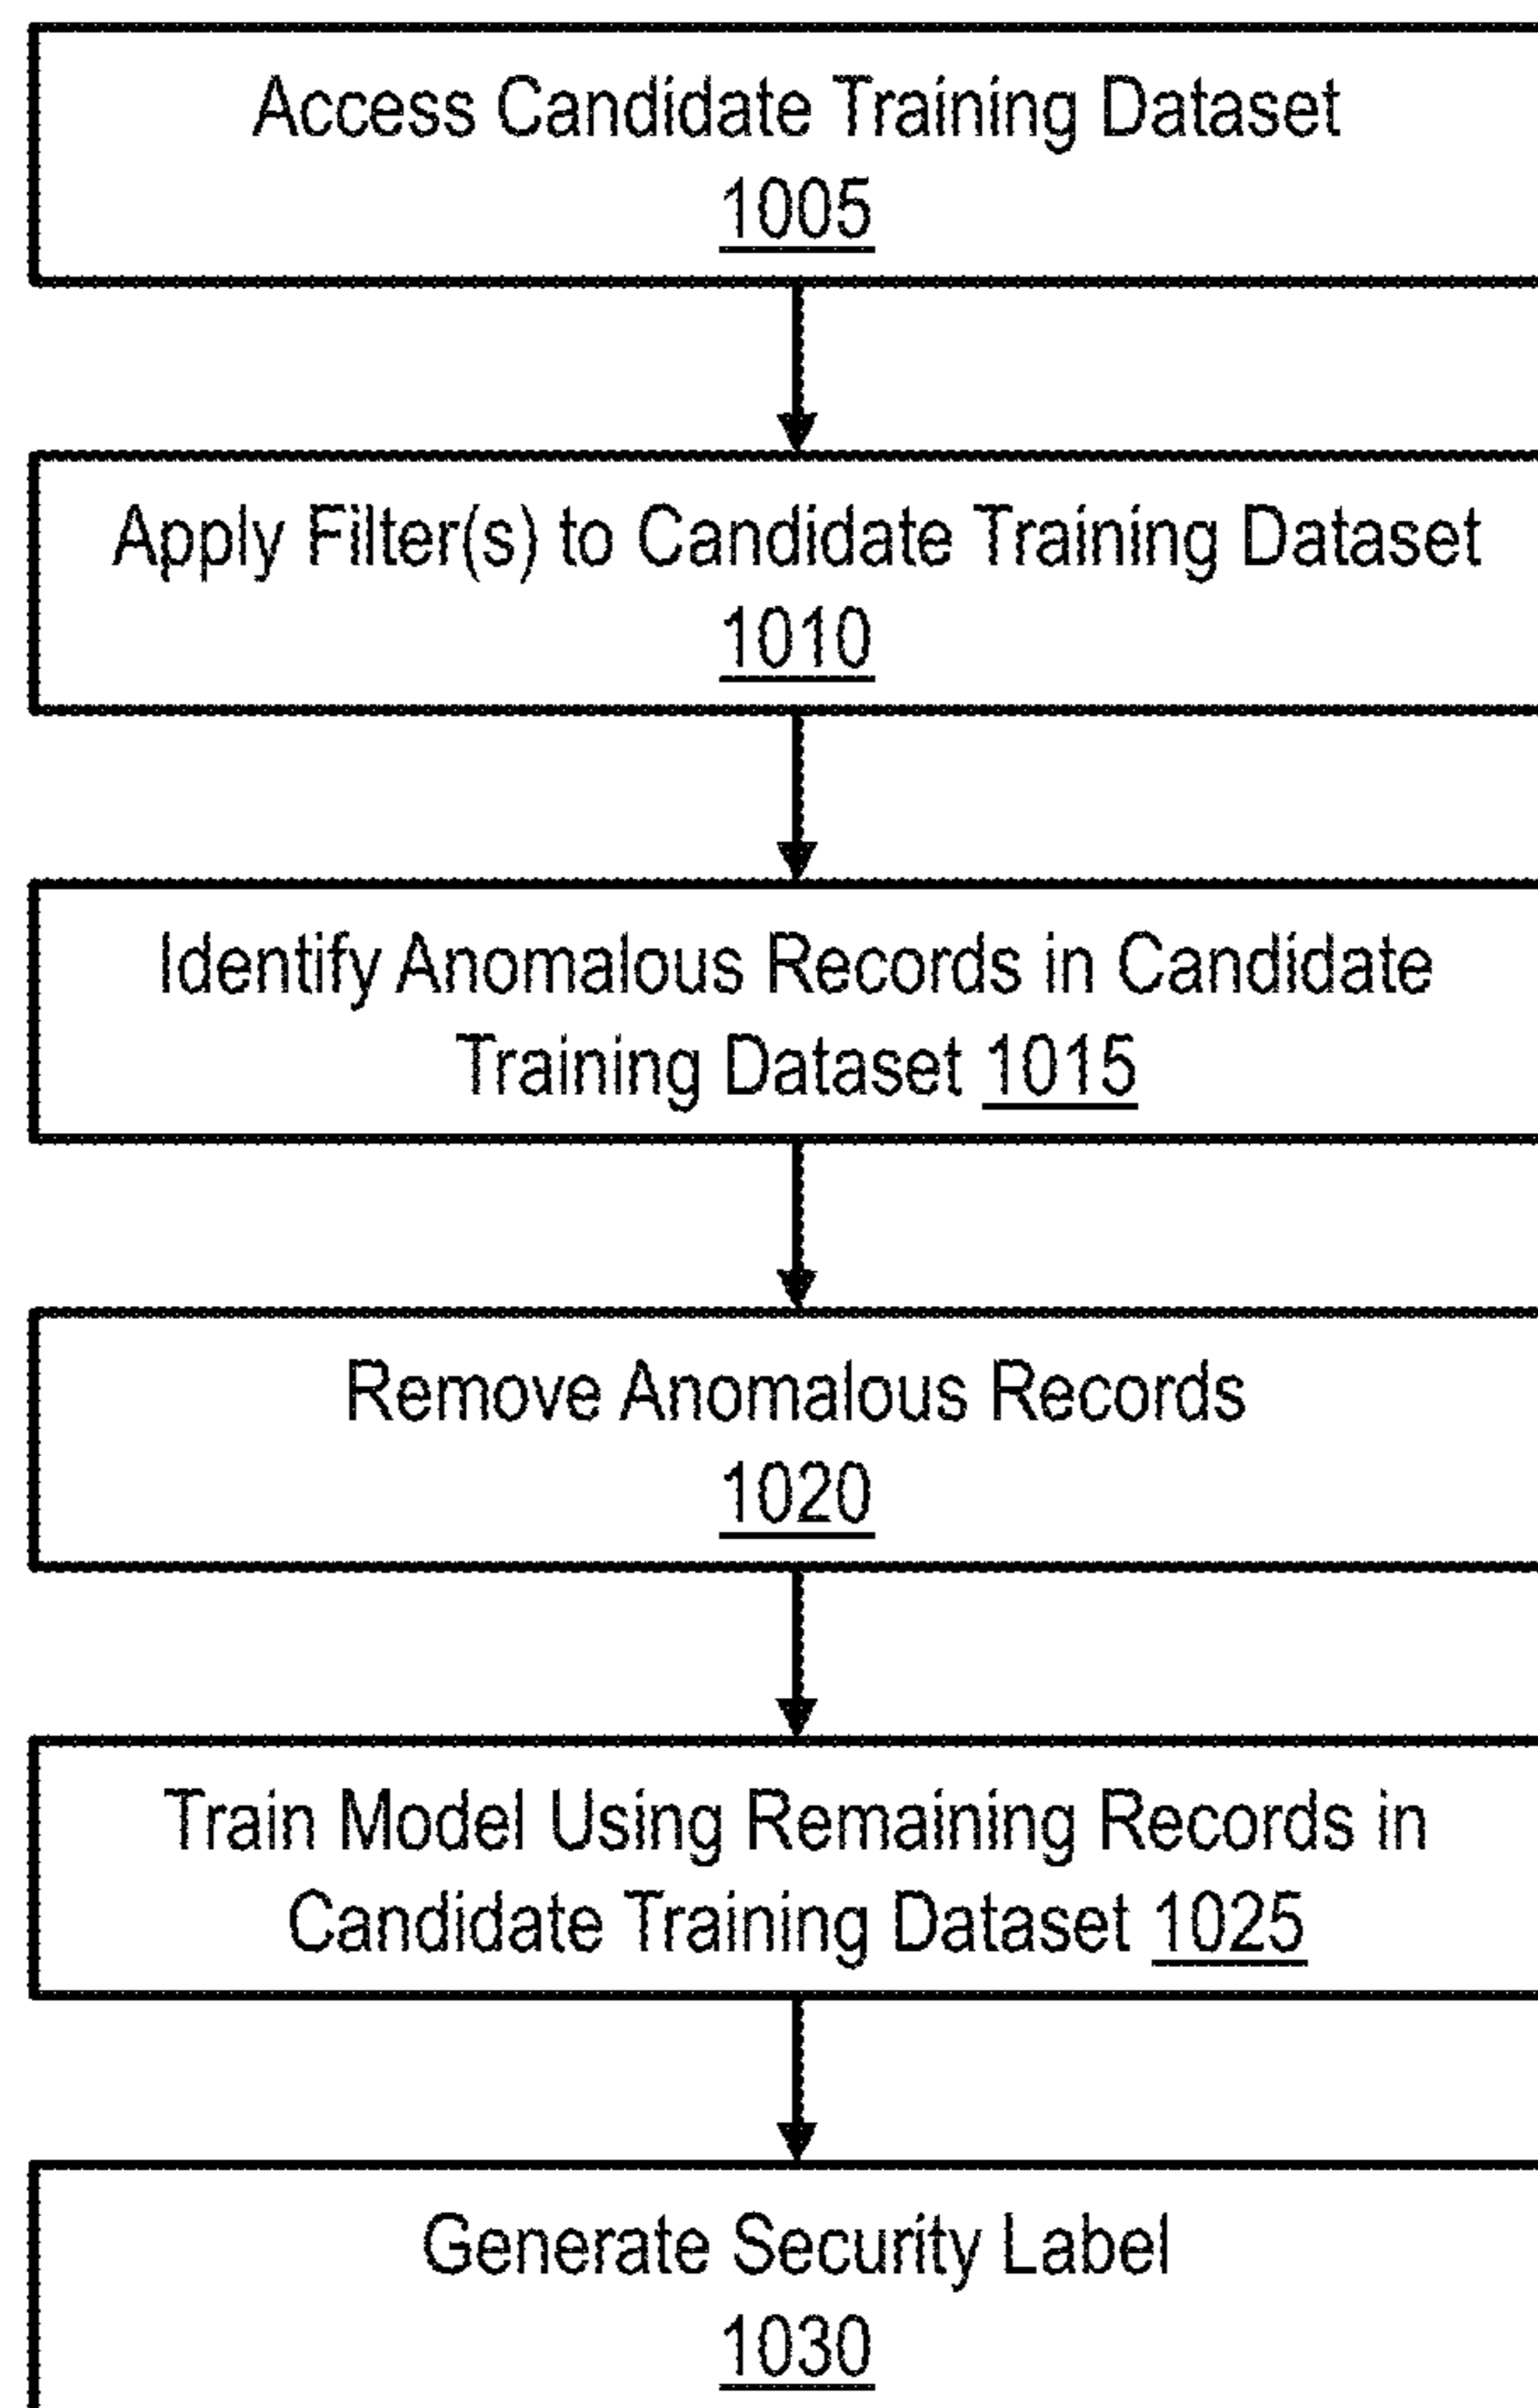 Access Candidate Training Dataset
1005
Apply Filter(s) to Candidate Training Dataset
1010
Identify Anomalous Records in Candidate
Training Dataset 1015
Remove Anomalous Records
1020
Train Model Using Remaining Records in
Candidate Training Dataset 1025
Generate Security Label
1030